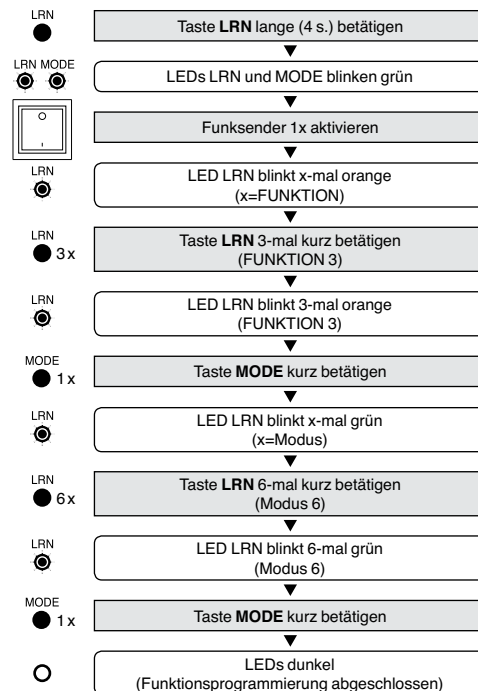 LRN
Taste LRN lange (4 s.) betätigen
LRN MODE
LEDs LRN und MODE blinken grün
Funksender 1x aktivieren
LRN
LED LRN blinkt x-mal orange
(x=FUNKTION)
LRN
3 x
Taste LRN 3-mal kurz betätigen
(FUNKTION 3)
LRN
LED LRN blinkt 3-mal orange
(FUNKTION 3)
MODE
1 x
Taste MODE kurz betätigen
LRN
LED LRN blinkt x-mal grün
(x=Modus)
LRN
6 x
Taste LRN 6-mal kurz betätigen
(Modus 6)
LRN
LED LRN blinkt 6-mal grün
(Modus 6)
MODE
1 x
Taste MODE kurz betätigen
LEDs dunkel
(Funktionsprogrammierung abgeschlossen)